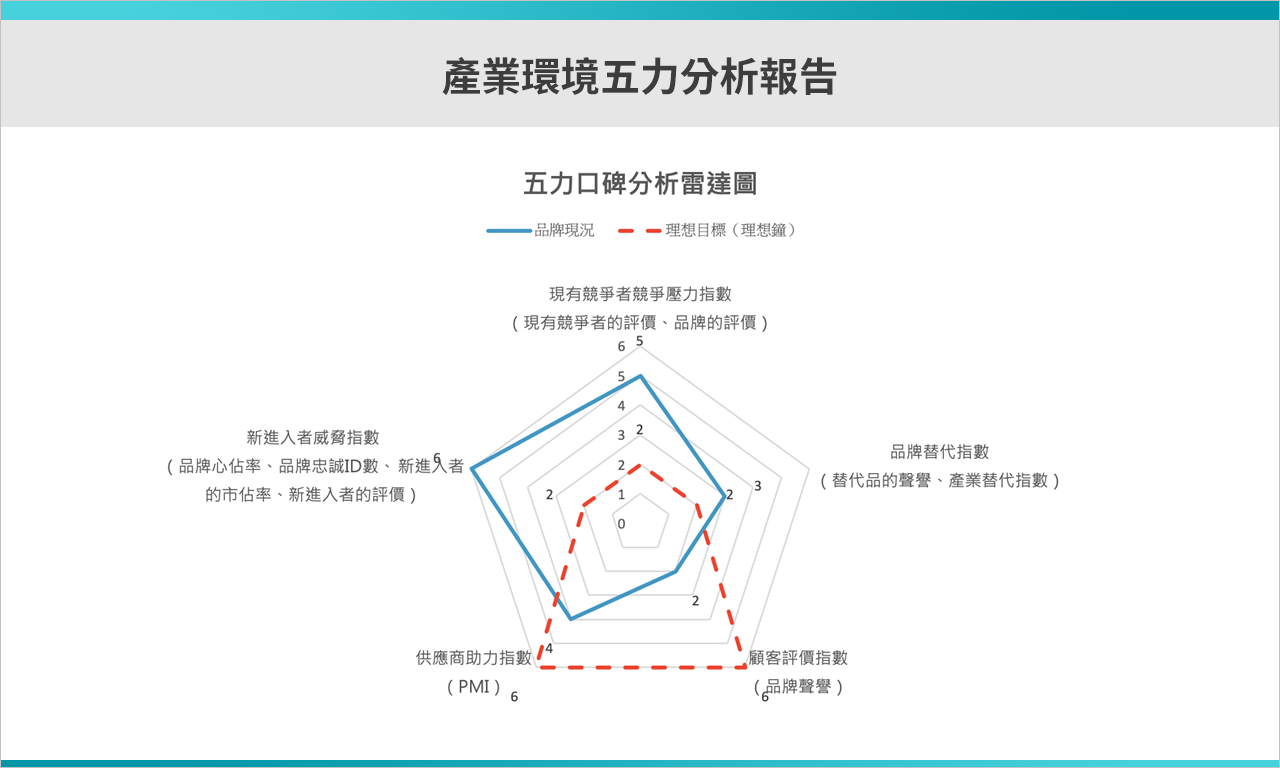 產業環境五力分析報告
五力口碑分析雷達圖
品牌現況 理想目標（理想鐘）
現有競爭者競爭壓力指數
( 現有競爭者的評價、品牌的評價 )
5
6
5
4
3
2
2
1
0
新進入者威脅指數
( 品牌心佔率、品牌忠誠ID數、新進入者
的市佔率、新進入者的評價 )
6
2
品牌替代指數
( 替代品的聲譽、產業替代指數 )
2
3
2
供應商助力指數
( PMI )
4
6
顧客評價指數
( 品牌聲譽 )
6